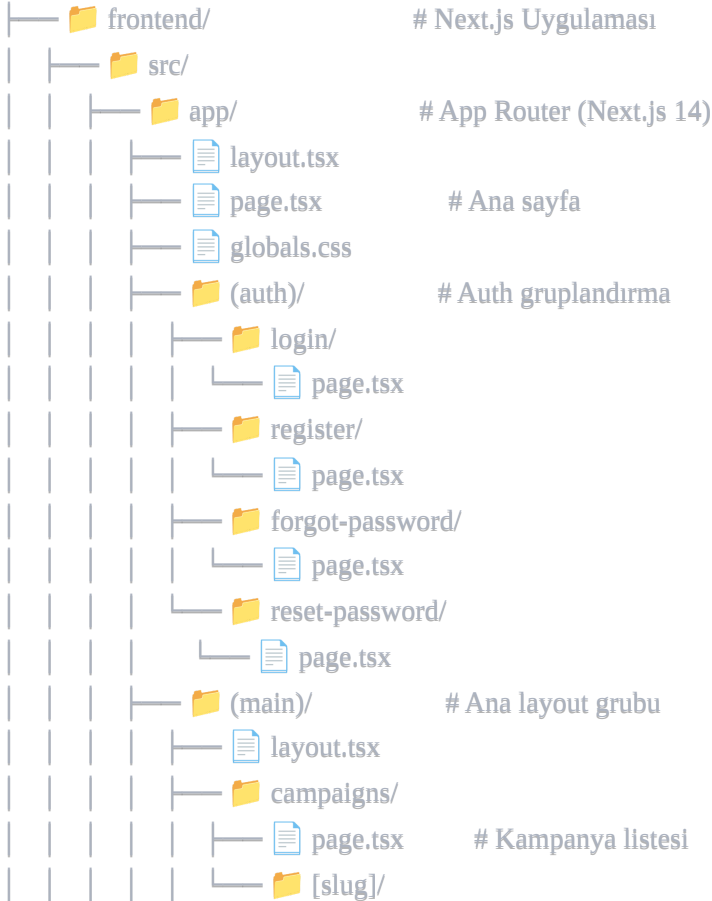 ├── 📁 frontend/ # Next.js Uygulaması
│ ├── 📁 src/
│ │ ├── 📁 app/ # App Router (Next.js 14)
│ │ │ ├── 📄 layout.tsx
│ │ │ ├── 📄 page.tsx # Ana sayfa
│ │ │ ├── 📄 globals.css
│ │ │ ├── 📁 (auth)/ # Auth gruplandırma
│ │ │ │ ├── 📁 login/
│ │ │ │ │ └── 📄 page.tsx
│ │ │ │ ├── 📁 register/
│ │ │ │ │ └── 📄 page.tsx
│ │ │ │ ├── 📁 forgot-password/
│ │ │ │ │ └── 📄 page.tsx
│ │ │ │ └── 📁 reset-password/
│ │ │ │ └── 📄 page.tsx
│ │ │ ├── 📁 (main)/ # Ana layout grubu
│ │ │ │ ├── 📄 layout.tsx
│ │ │ │ ├── 📁 campaigns/
│ │ │ │ │ ├── 📄 page.tsx # Kampanya listesi
│ │ │ │ │ └── 📁 [slug]/